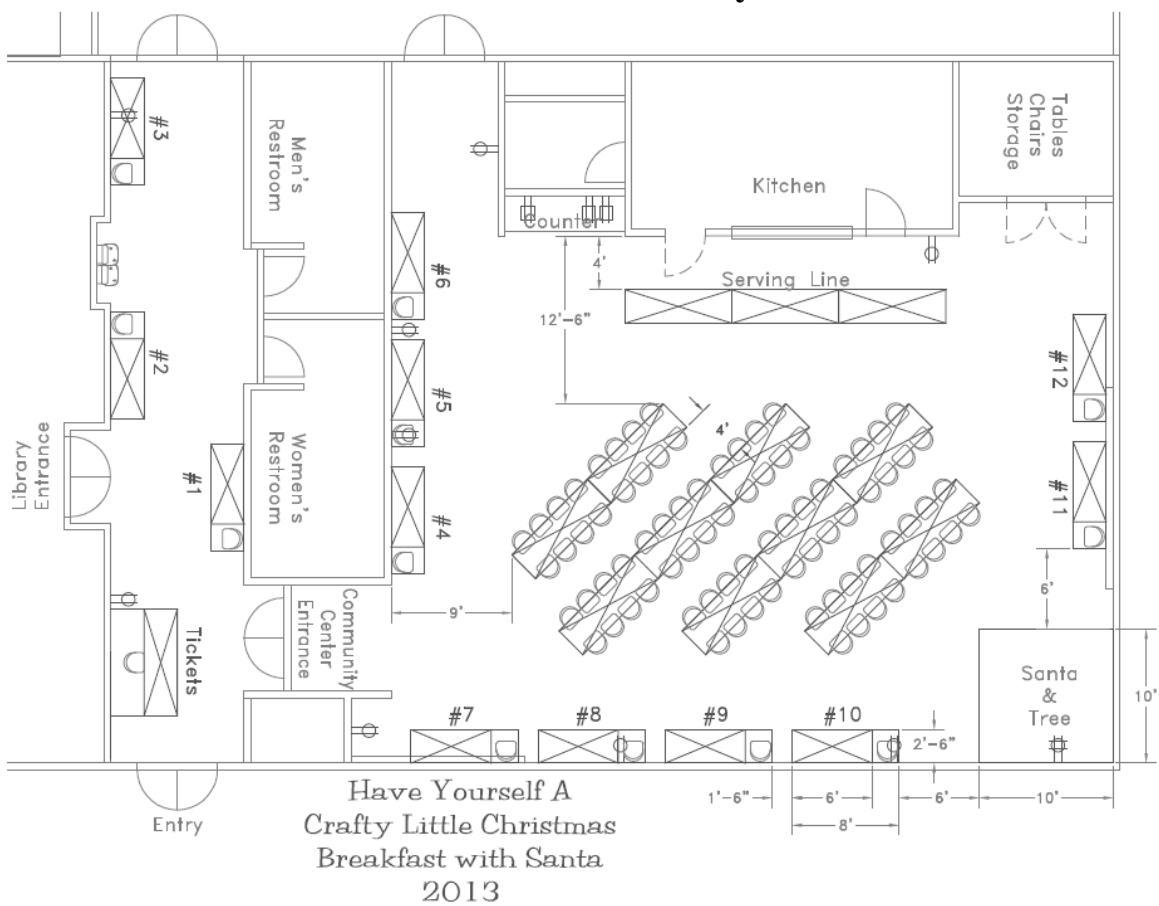 #3
Men's
Restroom
Tables
Chairs
Storage
Kitchen
Counter
#6
4'
Serving Line
12'-6"
#2
#5
#12
4'
Library
Entrance
#1
Women's
Restroom
#4
#11
6'
9'
Community
Center
Entrance
Tickets
Santa
&
Tree
10'
#7
#8
#9
#10
2'-6"
1'-6"
6'
6'
10'
8'
Entry
Have Yourself A
Crafty Little Christmas
Breakfast with Santa
2013